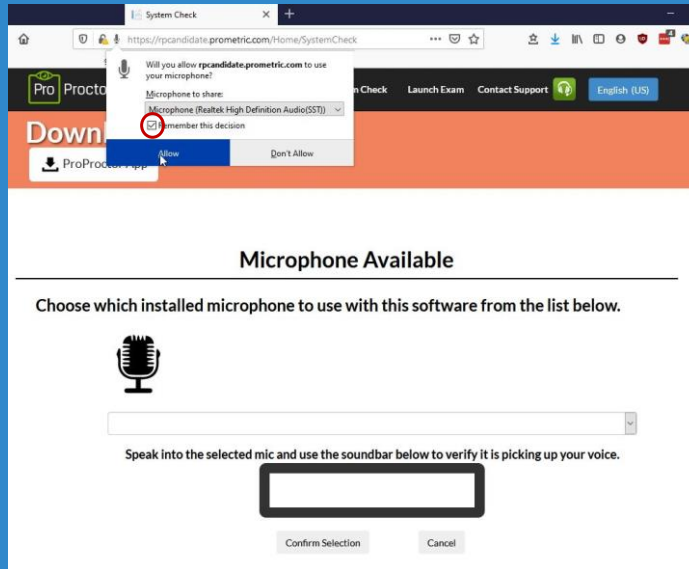 System Check
https://rpcandidate.prometric.com/Home/SystemCheck
4
Will you allow rpcandidate.prometric.com to use
your microphone?
Microphone to share:
Microphone (Realtek High Definition Audio(SST))
Remember this decision
Allow
Don't Allow
Pro Procto
Check
Launch Exam
Contact Support
English (US)
Down
ProProctor App
Microphone Available
Choose which installed microphone to use with this software from the list below.
Speak into the selected mic and use the soundbar below to verify it is picking up your voice.
Confirm Selection
Cancel